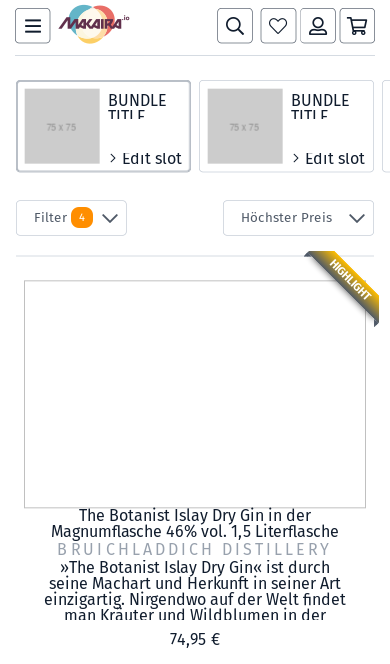 MAKAIRA.io
BUNDLE
TITLE
75 x 75
> Edit slot
BUNDLE
TITLE
75 x 75
> Edit slot
Filter 4
Höchster Preis
HIGHLIGHT
The Botanist Islay Dry Gin in der
Magnumflasche 46% vol. 1,5 Literflasche
BRUICHLADDICH DISTILLERY
»The Botanist Islay Dry Gin« ist durch
seine Machart und Herkunft in seiner Art
einzigartig. Nirgendwo auf der Welt findet
man Kräuter und Wildblumen in der
74,95 €